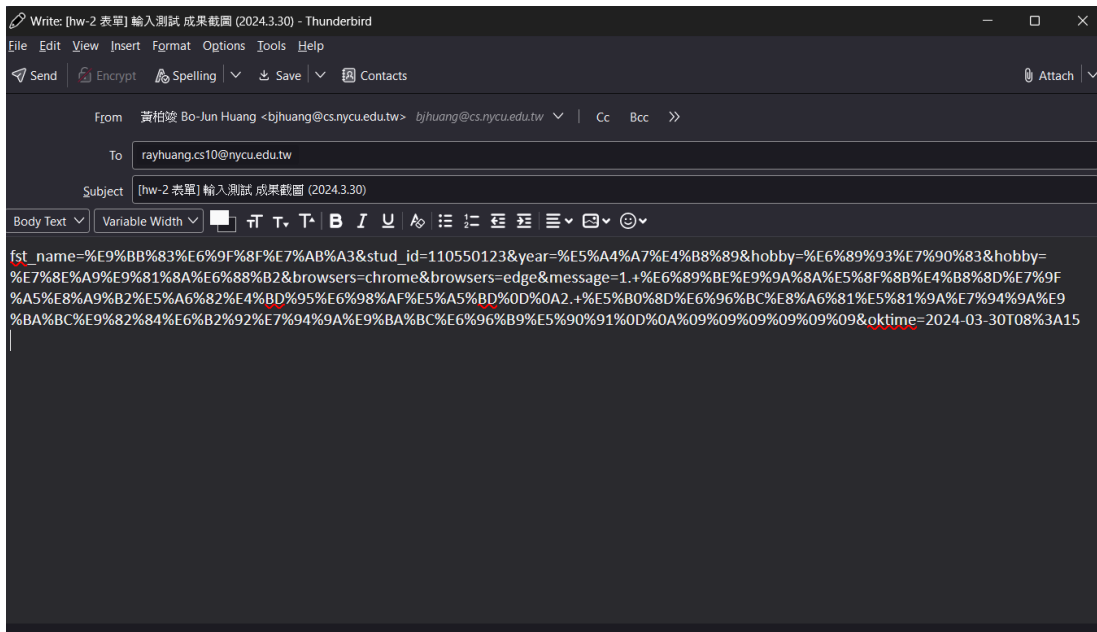 Write: [hw-2 表單] 輸入測試 成果截圖 (2024.3.30) - Thunderbird
File Edit View Insert Format Options Tools Help
Send Encrypt Spelling Save Contacts Attach
From 黃柏竣 Bo-Jun Huang <bjhuang@cs.nycu.edu.tw> bjhuang@cs.nycu.edu.tw Cc Bcc
To rayhuang.cs10@nycu.edu.tw
Subject [hw-2 表單] 輸入測試 成果截圖 (2024.3.30)
Body Text Variable Width
fst_name=%E9%BB%83%E6%9F%8F%E7%AB%A3&stud_id=110550123&year=%E5%A4%A7%E4%B8%89&hobby=%E6%89%93%E7%90%83&hobby=
%E7%8E%A9%E9%81%8A%E6%88%B2&browsers=chrome&browsers=edge&message=1.+%E6%89%BE%E9%9A%8A%E5%8F%8B%E4%B8%8D%E7%9F
%A5%E8%A9%B2%E5%A6%82%E4%BD%95%E6%98%AF%E5%A5%BD%0D%0A2.+%E5%B0%8D%E6%96%BC%E8%A6%81%E5%81%9A%E7%94%9A%E9
%BA%BC%E9%82%84%E6%B2%92%E7%94%9A%E9%BA%BC%E6%96%B9%E5%90%91%0D%0A%09%09%09%09%09%09&oktime=2024-03-30T08%3A15